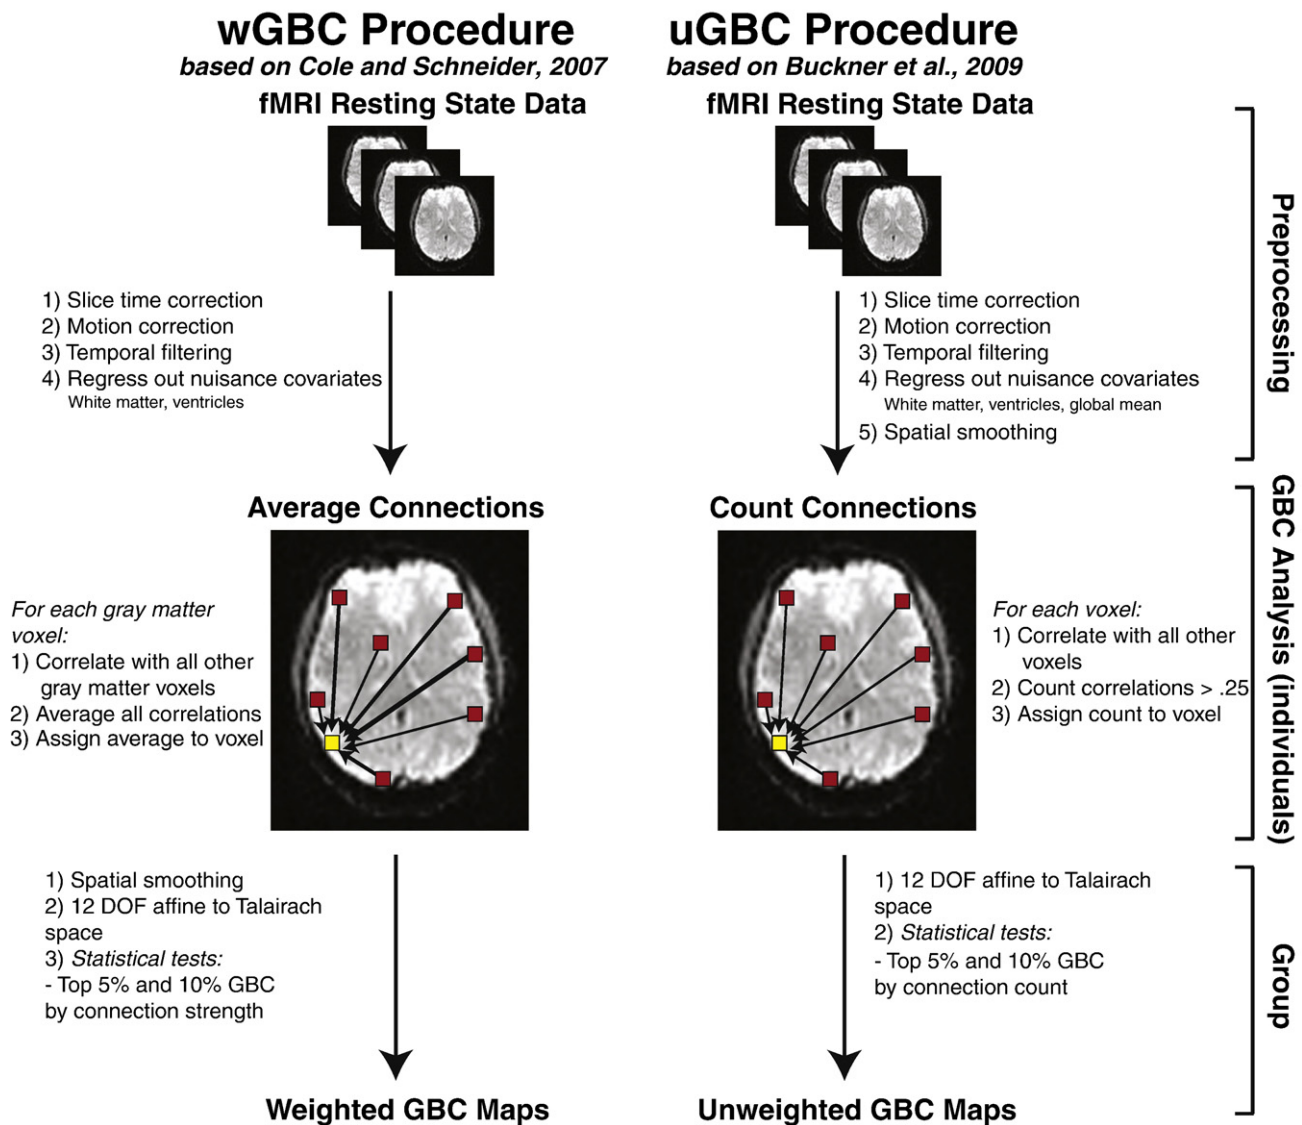 wGBC Procedure
based on Cole and Schneider, 2007
fMRI Resting State Data
1) Slice time correction
2) Motion correction
3) Temporal filtering
4) Regress out nuisance covariates
White matter, ventricles
Average Connections
For each gray matter
voxel:
1) Correlate with all other
gray matter voxels
2) Average all correlations
3) Assign average to voxel
1) Spatial smoothing
2) 12 DOF affine to Talairach
space
3) Statistical tests:
- Top 5% and 10% GBC
by connection strength
Weighted GBC Maps
uGBC Procedure
based on Buckner et al., 2009
fMRI Resting State Data
1) Slice time correction
2) Motion correction
3) Temporal filtering
4) Regress out nuisance covariates
White matter, ventricles, global mean
5) Spatial smoothing
Count Connections
For each voxel:
1) Correlate with all other
voxels
2) Count correlations > .25
3) Assign count to voxel
1) 12 DOF affine to Talairach
space
2) Statistical tests:
- Top 5% and 10% GBC
by connection count
Unweighted GBC Maps
Preprocessing
GBC Analysis (individuals)
Group